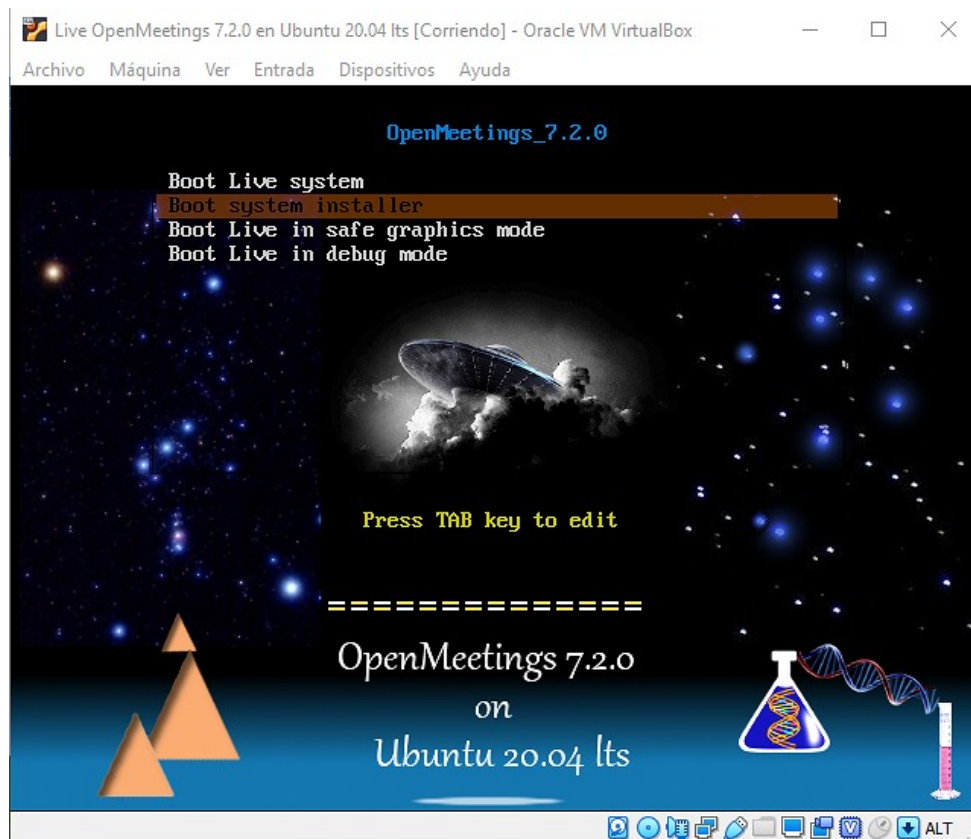 Live OpenMeetings 7.2.0 en Ubuntu 20.04 lts [Corriendo] - Oracle VM VirtualBox
Archivo Máquina Ver Entrada Dispositivos Ayuda
OpenMeetings_7.2.0
Boot Live system
Boot system installer
Boot Live in safe graphics mode
Boot Live in debug mode
Press TAB key to edit
==============
OpenMeetings 7.2.0
on
Ubuntu 20.04 lts
ALT